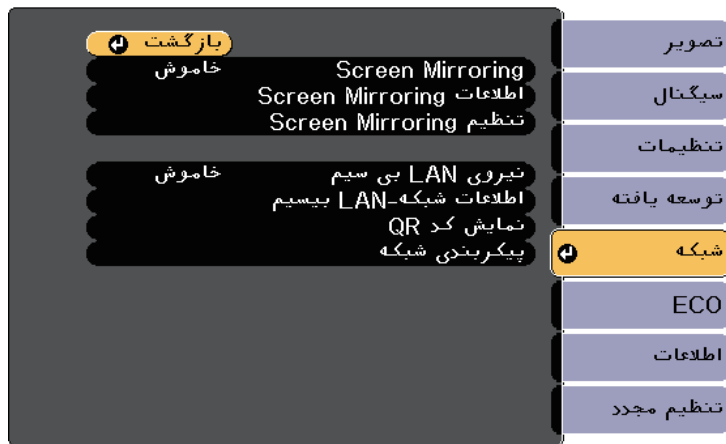 تصویر
سیگنال
تنظیمات
توسعه یافته
شبکه
ECO
اطلاعات
تنظیم مجدد
بازگشت
Screen Mirroring خاموش
اطلاعات Screen Mirroring
تنظیم Screen Mirroring
نیروی LAN بی سیم خاموش
اطلاعات شبکه-LAN بیسیم
نمایش کد QR
پیکربندی شبکه